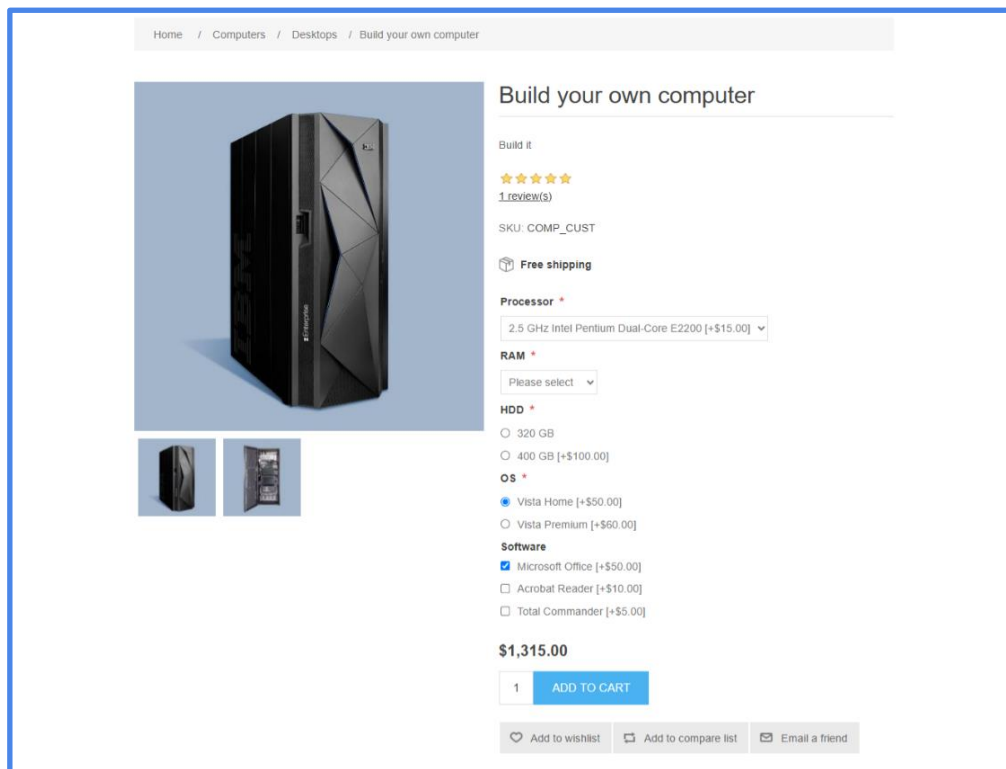 Home / Computers / Desktops / Build your own computer
Build your own computer
Build it
1 review(s)
SKU: COMP_CUST
Free shipping
Processor *
2.5 GHz Intel Pentium Dual-Core E2200 [+$15.00]
RAM *
Please select
HDD *
320 GB
400 GB [+$100.00]
OS *
Vista Home [+$50.00]
Vista Premium [+$60.00]
Software
Microsoft Office [+$50.00]
Acrobat Reader [+$10.00]
Total Commander [+$5.00]
$1,315.00
1 ADD TO CART
Add to wishlist Add to compare list Email a friend
IBM
zEnterprise